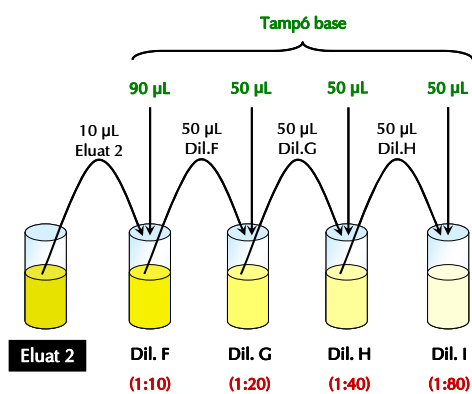 Tampó base
90 µL
50 µL
50 µL
50 µL
10 µL
Eluat 2
50 µL
Dil.F
50 µL
Dil.G
50 µL
Dil.H
Eluat 2
Dil. F
Dil. G
Dil. H
Dil. I
(1:10)
(1:20)
(1:40)
(1:80)